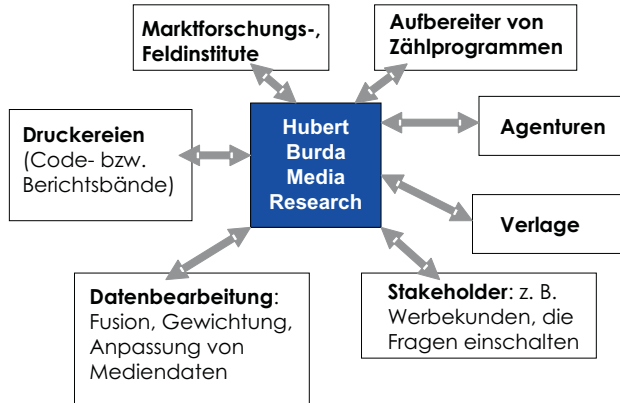 Marktforschungs-,
Feldinstitute
Aufbereiter von
Zählprogrammen
Druckereien
(Code- bzw.
Berichtsbände)
Hubert
Burda
Media
Research
Agenturen
Verlage
Datenbearbeitung:
Fusion, Gewichtung,
Anpassung von
Mediendaten
Stakeholder: z. B.
Werbekunden, die
Fragen einschalten